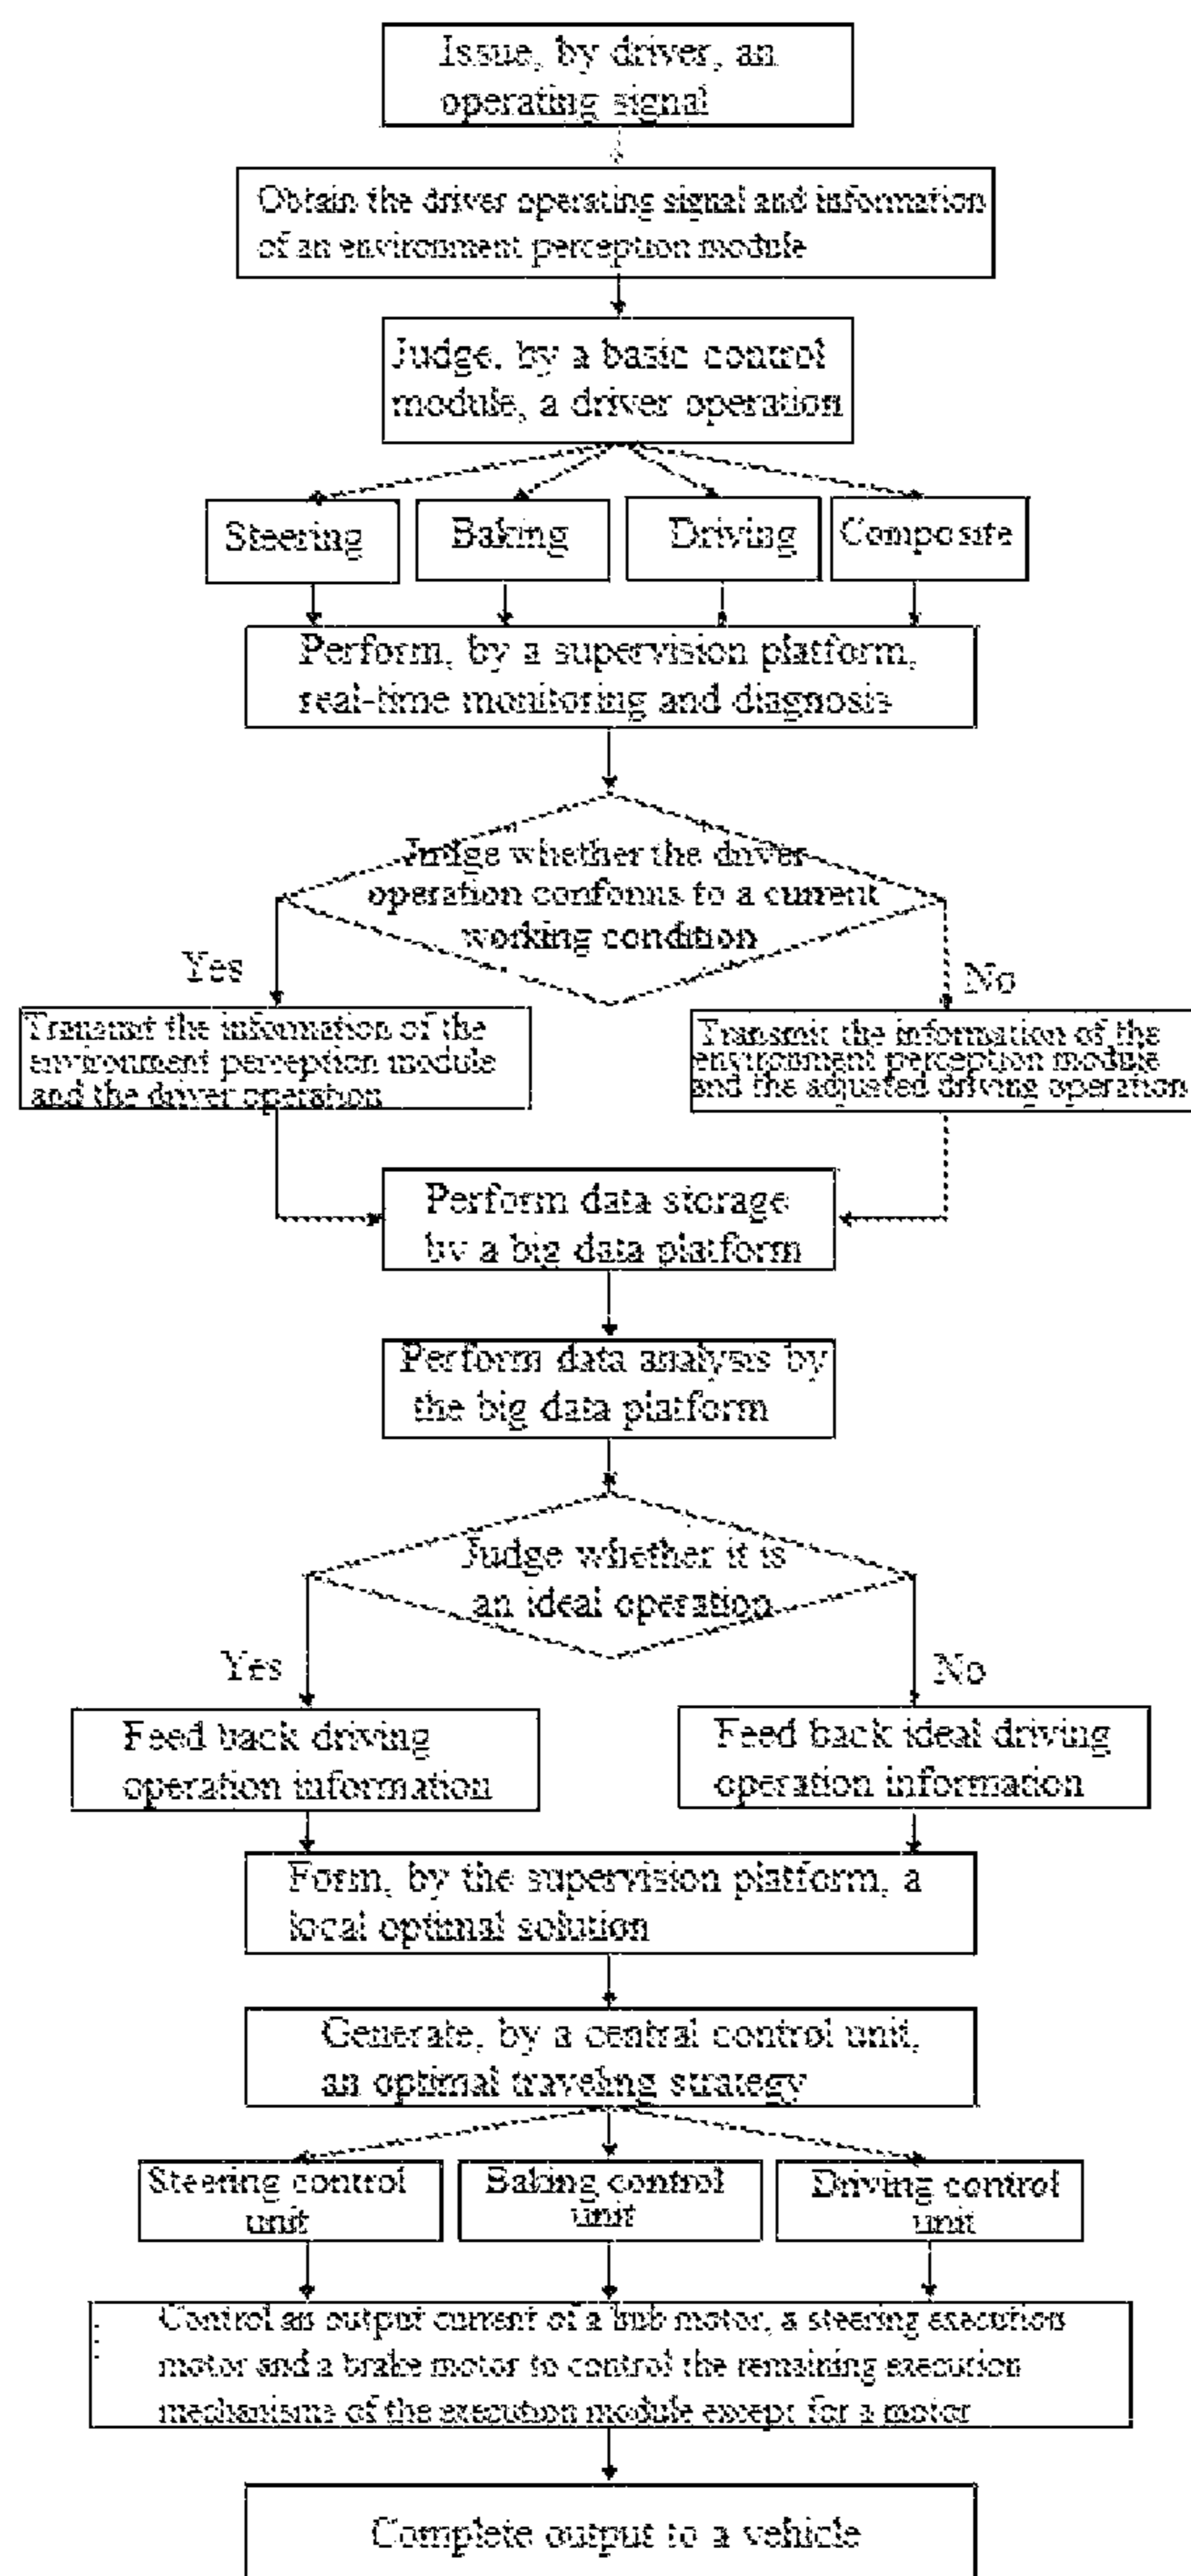 Issue, by driver, an
operating signal
Obtain the driver operating signal and information
of an environment perception module
Judge, by a basic control
module, a driver operation
Steering
Baking
Driving
Composite
Perform, by a supervision platform,
real-time monitoring and diagnosis
Judge whether the driver
operation conforms to a current
working condition
Yes
No
Transmit the information of the
environment perception module
and the driver operation
Transmit the information of the
environment perception module
and the adjusted driving operation
Perform data storage
by a big data platform
Perform data analysis by
the big data platform
Judge whether it is
an ideal operation
Yes
No
Feed back driving
operation information
Feed back ideal driving
operation information
Form, by the supervision platform, a
local optimal solution
Generate, by a central control unit,
an optimal traveling strategy
Steering control
unit
Baking control
unit
Driving control
unit
Control an output current of a hub motor, a steering execution
motor and a brake motor to control the remaining execution
mechanisms of the execution module except for a motor
Complete output to a vehicle